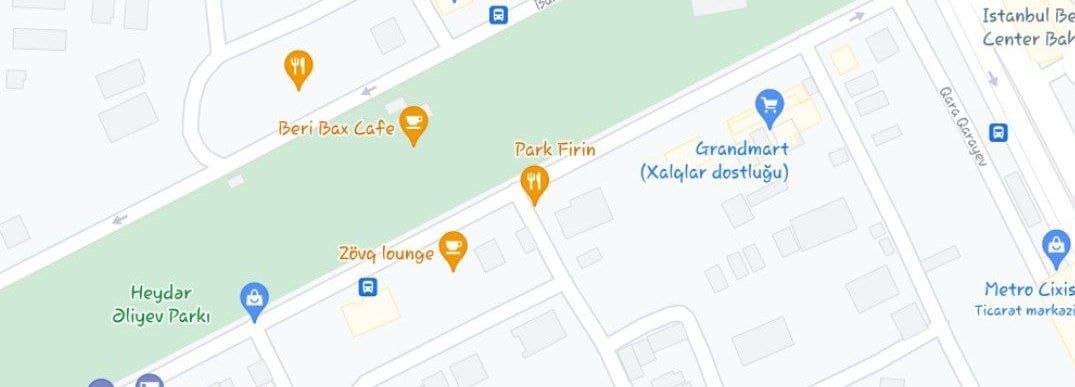 Istanbul Be
Center Bah
Beri Bax Cafe
Park Firin
Grandmart
(Xalqlar dostluğu)
Qara Qarayev
Zövq lounge
Heydər
Əliyev Parkı
Metro Cixis
Ticarət mərkəzi